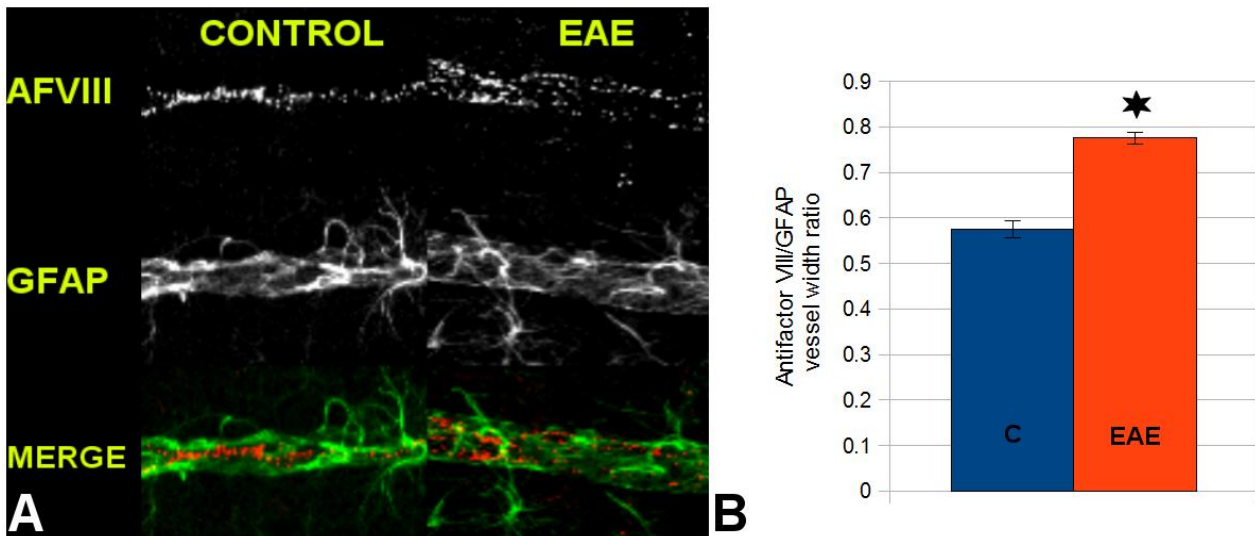 CONTROL EAE
AFVIII
GFAP
MERGE
A
B
Antifactor VIII/GFAP
vessel width ratio
0.9
0.8
0.7
0.6
0.5
0.4
0.3
0.2
0.1
0
C
EAE